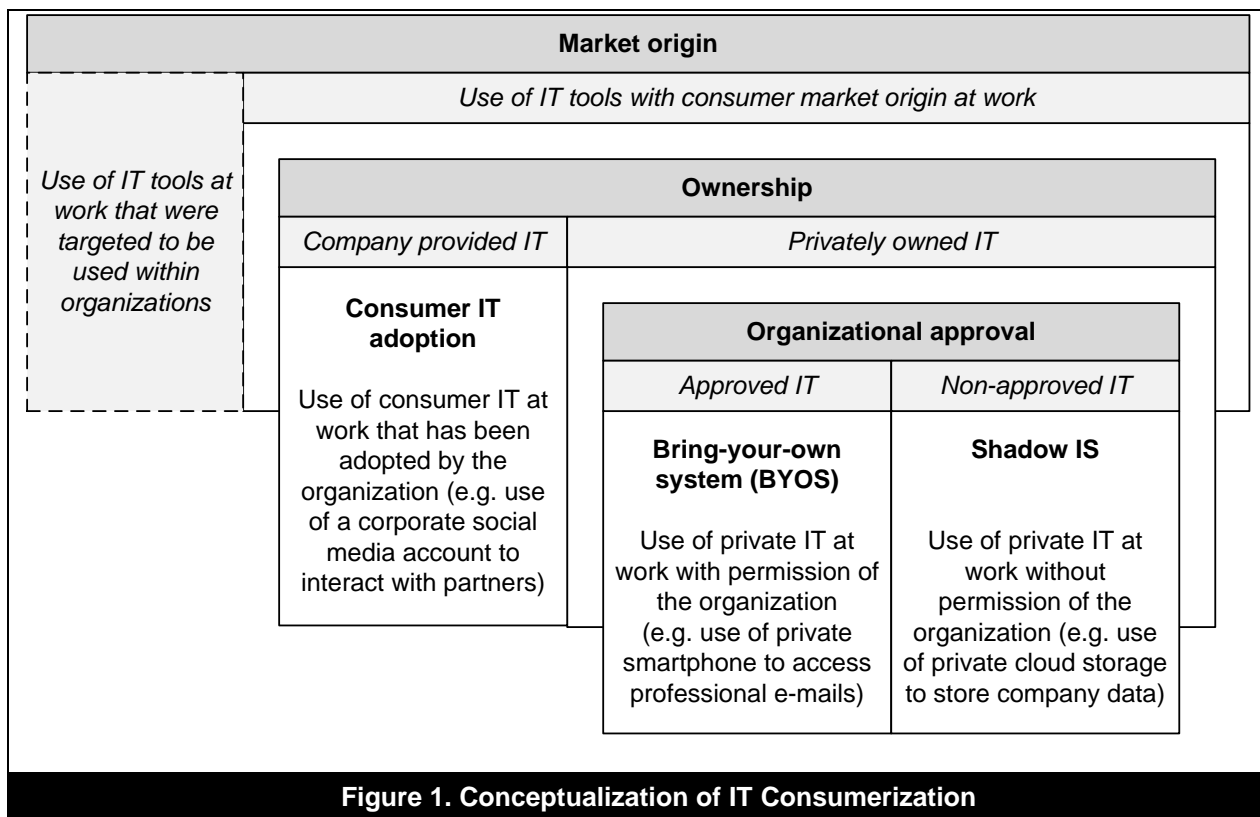 Market origin
Use of IT tools with consumer market origin at work
Use of IT tools at
work that were
targeted to be
used within
organizations
Ownership
Company provided IT
Privately owned IT
Consumer IT
adoption
Use of consumer IT at
work that has been
adopted by the
organization (e.g. use
of a corporate social
media account to
interact with partners)
Organizational approval
Approved IT
Non-approved IT
Bring-your-own
system (BYOS)
Use of private IT at
work with permission of
the organization
(e.g. use of private
smartphone to access
professional e-mails)
Shadow IS
Use of private IT at
work without
permission of the
organization (e.g. use
of private cloud storage
to store company data)
Figure 1. Conceptualization of IT Consumerization